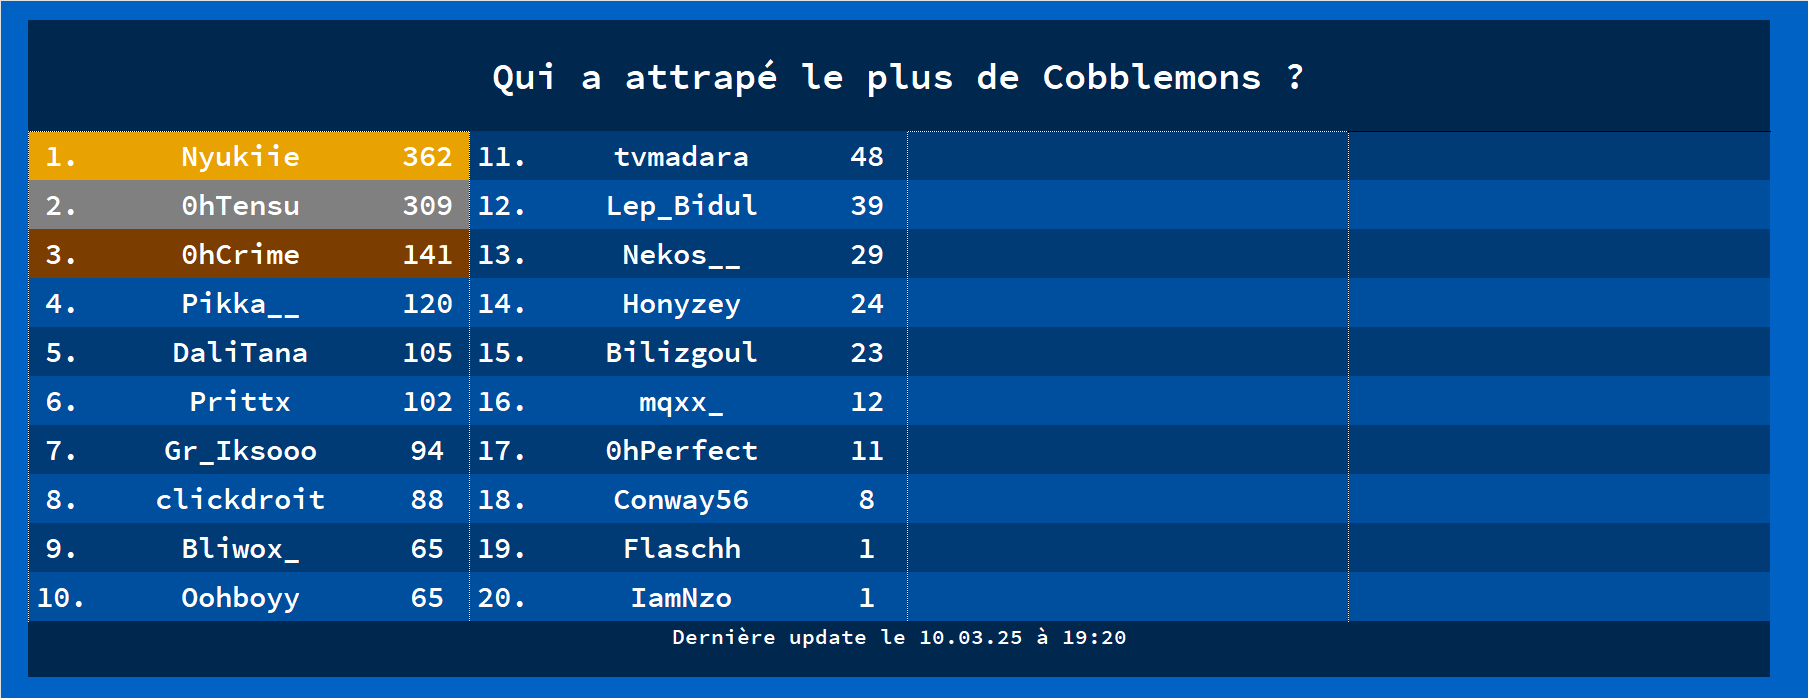 Qui a attrapé le plus de Cobblemons ?
1. Nyukiie 362
2. 0hTensu 309
3. 0hCrime 141
4. Pikka__ 120
5. DaliTana 105
6. Prittx 102
7. Gr_Iksooo 94
8. clickdroit 88
9. Bliwox_ 65
10. Oohboyy 65
11. tvmadara 48
12. Lep_Bidul 39
13. Nekos__ 29
14. Honyzey 24
15. Bilizgoul 23
16. mqxx_ 12
17. 0hPerfect 11
18. Conway56 8
19. Flaschh 1
20. IamNzo 1
Dernière update le 10.03.25 à 19:20